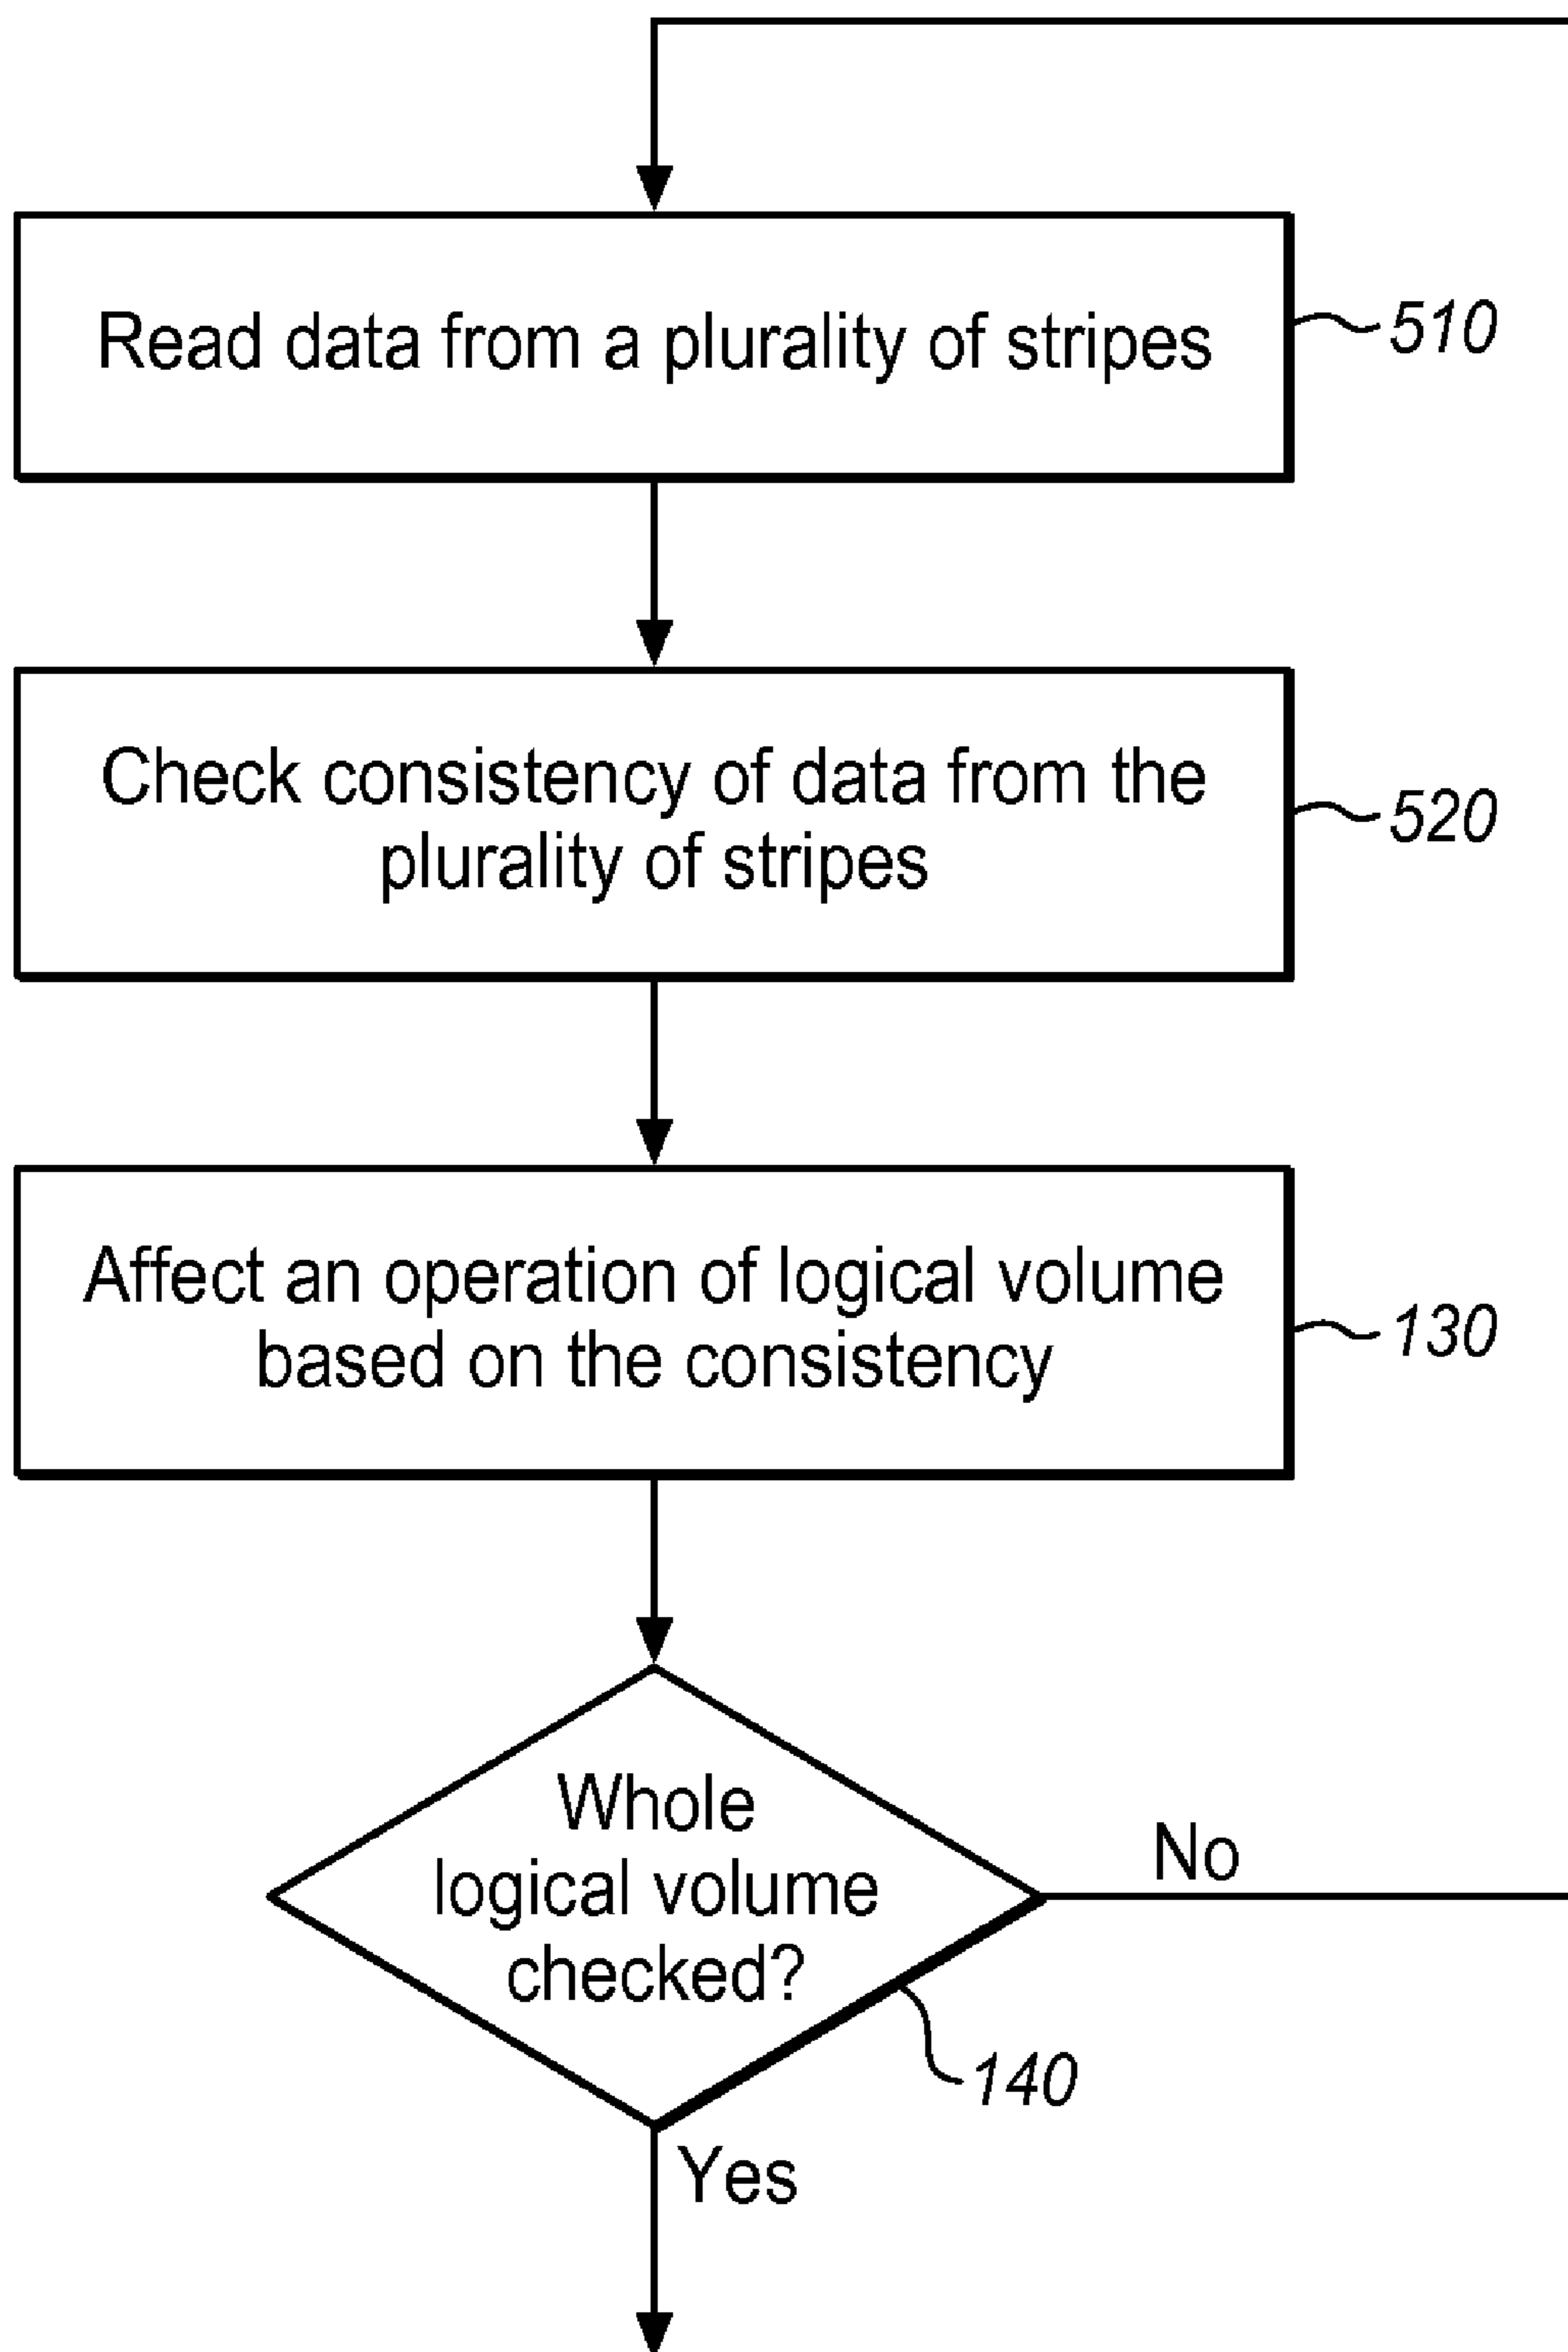 Read data from a plurality of stripes
510
Check consistency of data from the
plurality of stripes
520
Affect an operation of logical volume
based on the consistency
130
Whole
logical volume
checked?
No
140
Yes